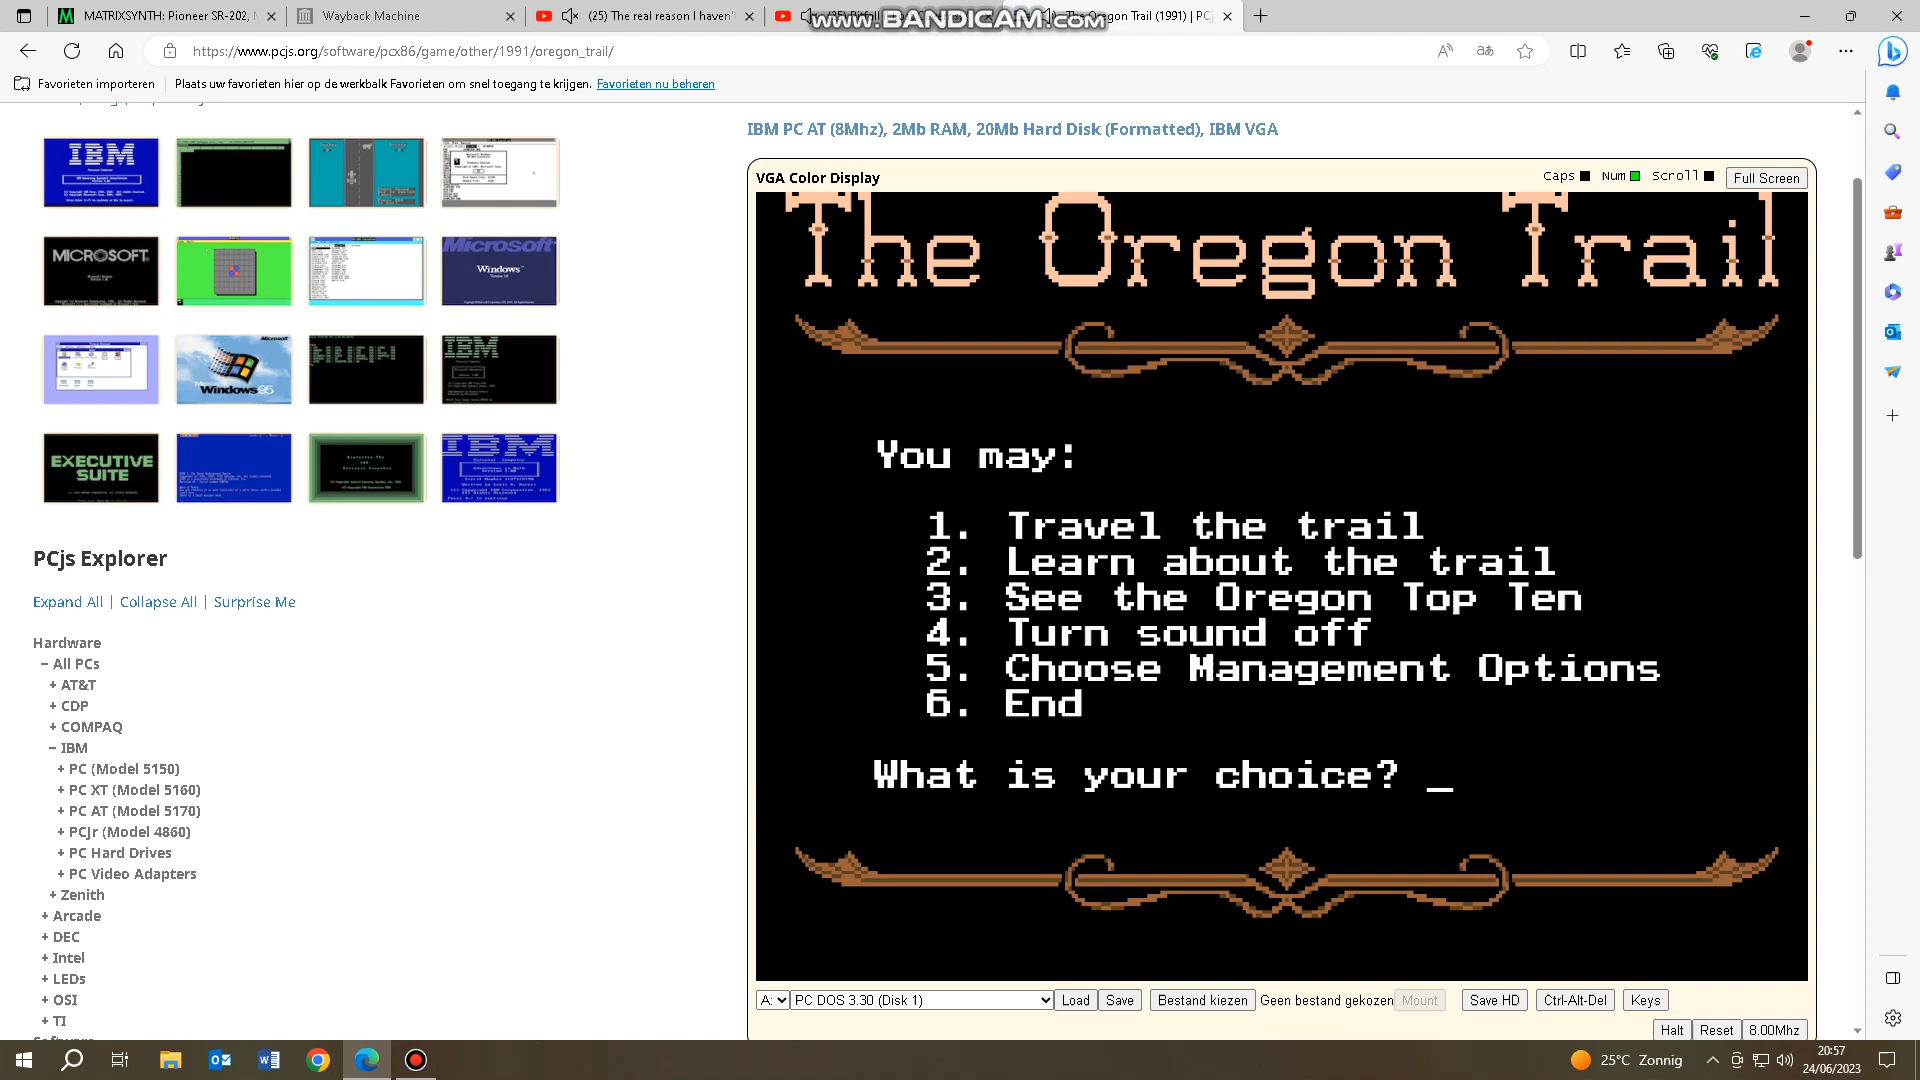 MATRIXSYNTH: Pioneer SR-202,
Wayback Machine
(25) The real reason I haven'
www.BANDICAM.com
The Oregon Trail (1991) | PCj
https://www.pcjs.org/software/pcx86/game/other/1991/oregon_trail/
Favorieten importeren
Plaats uw favorieten hier op de werkbalk Favorieten om snel toegang te krijgen. Favorieten nu beheren
IBM PC AT (8Mhz), 2Mb RAM, 20Mb Hard Disk (Formatted), IBM VGA
VGA Color Display
Caps Num Scroll Full Screen
IBM
MICROSOFT
Microsoft
Windows
Microsoft
Windows 95
IBM
EXECUTIVE
SUITE
IBM
The Oregon Trail
You may:
1. Travel the trail
2. Learn about the trail
3. See the Oregon Top Ten
4. Turn sound off
5. Choose Management Options
6. End
What is your choice? _
PCjs Explorer
Expand All | Collapse All | Surprise Me
Hardware
− All PCs
+ AT&T
+ CDP
+ COMPAQ
− IBM
+ PC (Model 5150)
+ PC XT (Model 5160)
+ PC AT (Model 5170)
+ PCjr (Model 4860)
+ PC Hard Drives
+ PC Video Adapters
+ Zenith
+ Arcade
+ DEC
+ Intel
+ LEDs
+ OSI
+ TI
A: PC DOS 3.30 (Disk 1) Load Save Bestand kiezen Geen bestand gekozen Mount Save HD Ctrl-Alt-Del Keys
Halt Reset 8.00Mhz
25°C Zonnig
20:57
24/06/2023